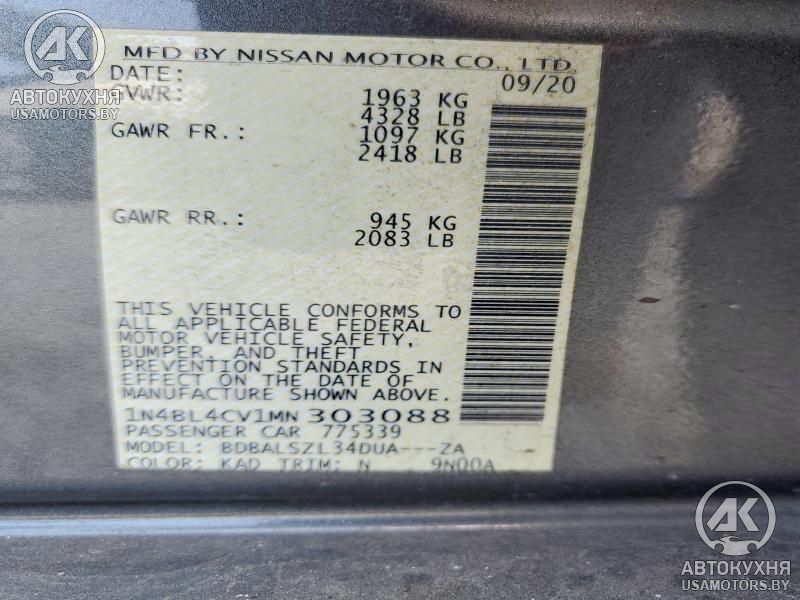 AK
АВТОКУХНЯ
USAMOTORS.BY
MFD BY NISSAN MOTOR CO., LTD.
DATE: 09/20
GVWR: 1963 KG
4328 LB
GAWR FR.: 1097 KG
2418 LB
GAWR RR.: 945 KG
2083 LB
THIS VEHICLE CONFORMS TO
ALL APPLICABLE FEDERAL
MOTOR VEHICLE SAFETY,
BUMPER, AND THEFT
PREVENTION STANDARDS IN
EFFECT ON THE DATE OF
MANUFACTURE SHOWN ABOVE.
1N4BL4CV1MN303088
PASSENGER CAR 775339
MODEL: BDBALSZL34DUA---ZA
COLOR: KAD TRIM: N 9N00A
AK
АВТОКУХНЯ
USAMOTORS.BY